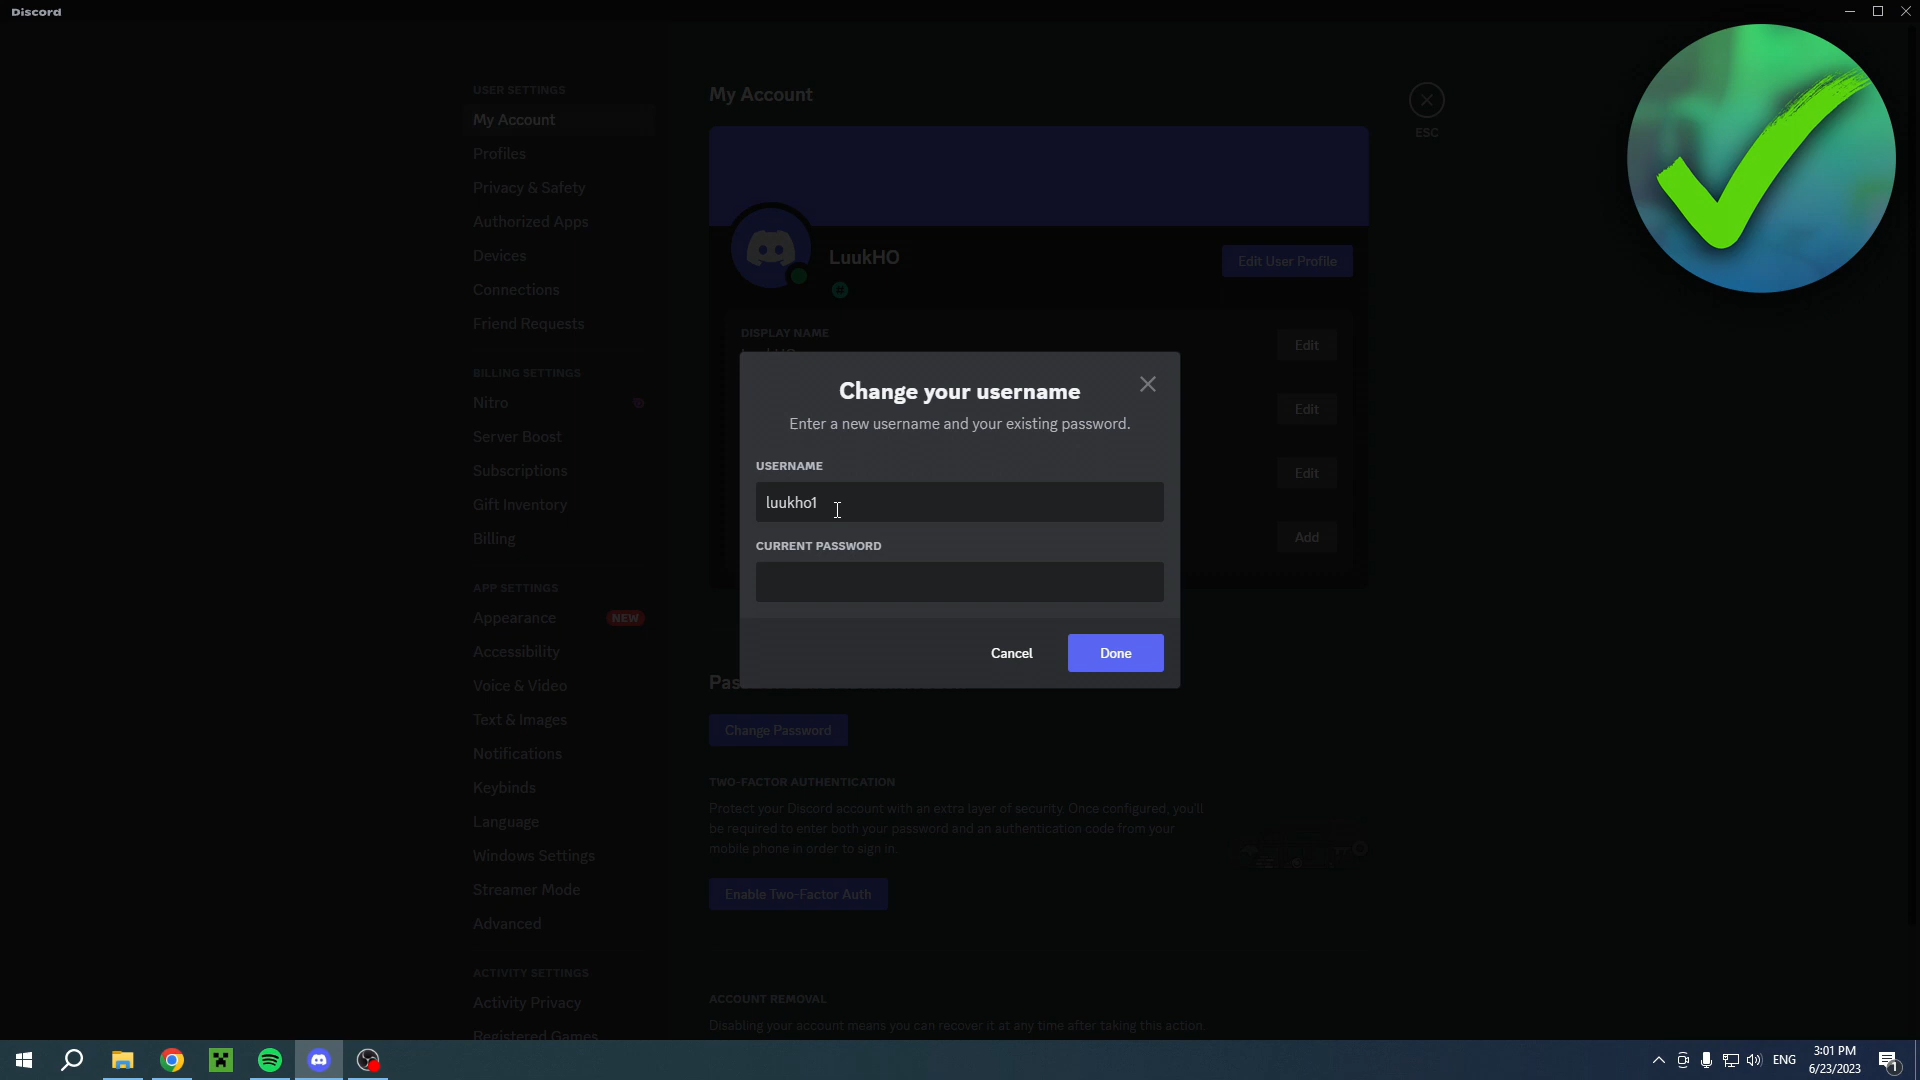 Discord
USER SETTINGS
My Account
Profiles
Privacy & Safety
Authorized Apps
Devices
Connections
Friend Requests
BILLING SETTINGS
Nitro
Server Boost
Subscriptions
Gift Inventory
Billing
APP SETTINGS
Appearance NEW
Accessibility
Voice & Video
Text & Images
Notifications
Keybinds
Language
Windows Settings
Streamer Mode
Advanced
ACTIVITY SETTINGS
Activity Privacy
Registered Games
My Account
ESC
LuukHO
Edit User Profile
DISPLAY NAME
Edit
Edit
Edit
Add
Change your username
Enter a new username and your existing password.
USERNAME
luukho1
CURRENT PASSWORD
Cancel
Done
Change Password
TWO-FACTOR AUTHENTICATION
Protect your Discord account with an extra layer of security. Once configured, you'll
be required to enter both your password and an authentication code from your
mobile phone in order to sign in.
Enable Two-Factor Auth
ACCOUNT REMOVAL
Disabling your account means you can recover it at any time after taking this action.
ENG
3:01 PM
6/23/2023
1